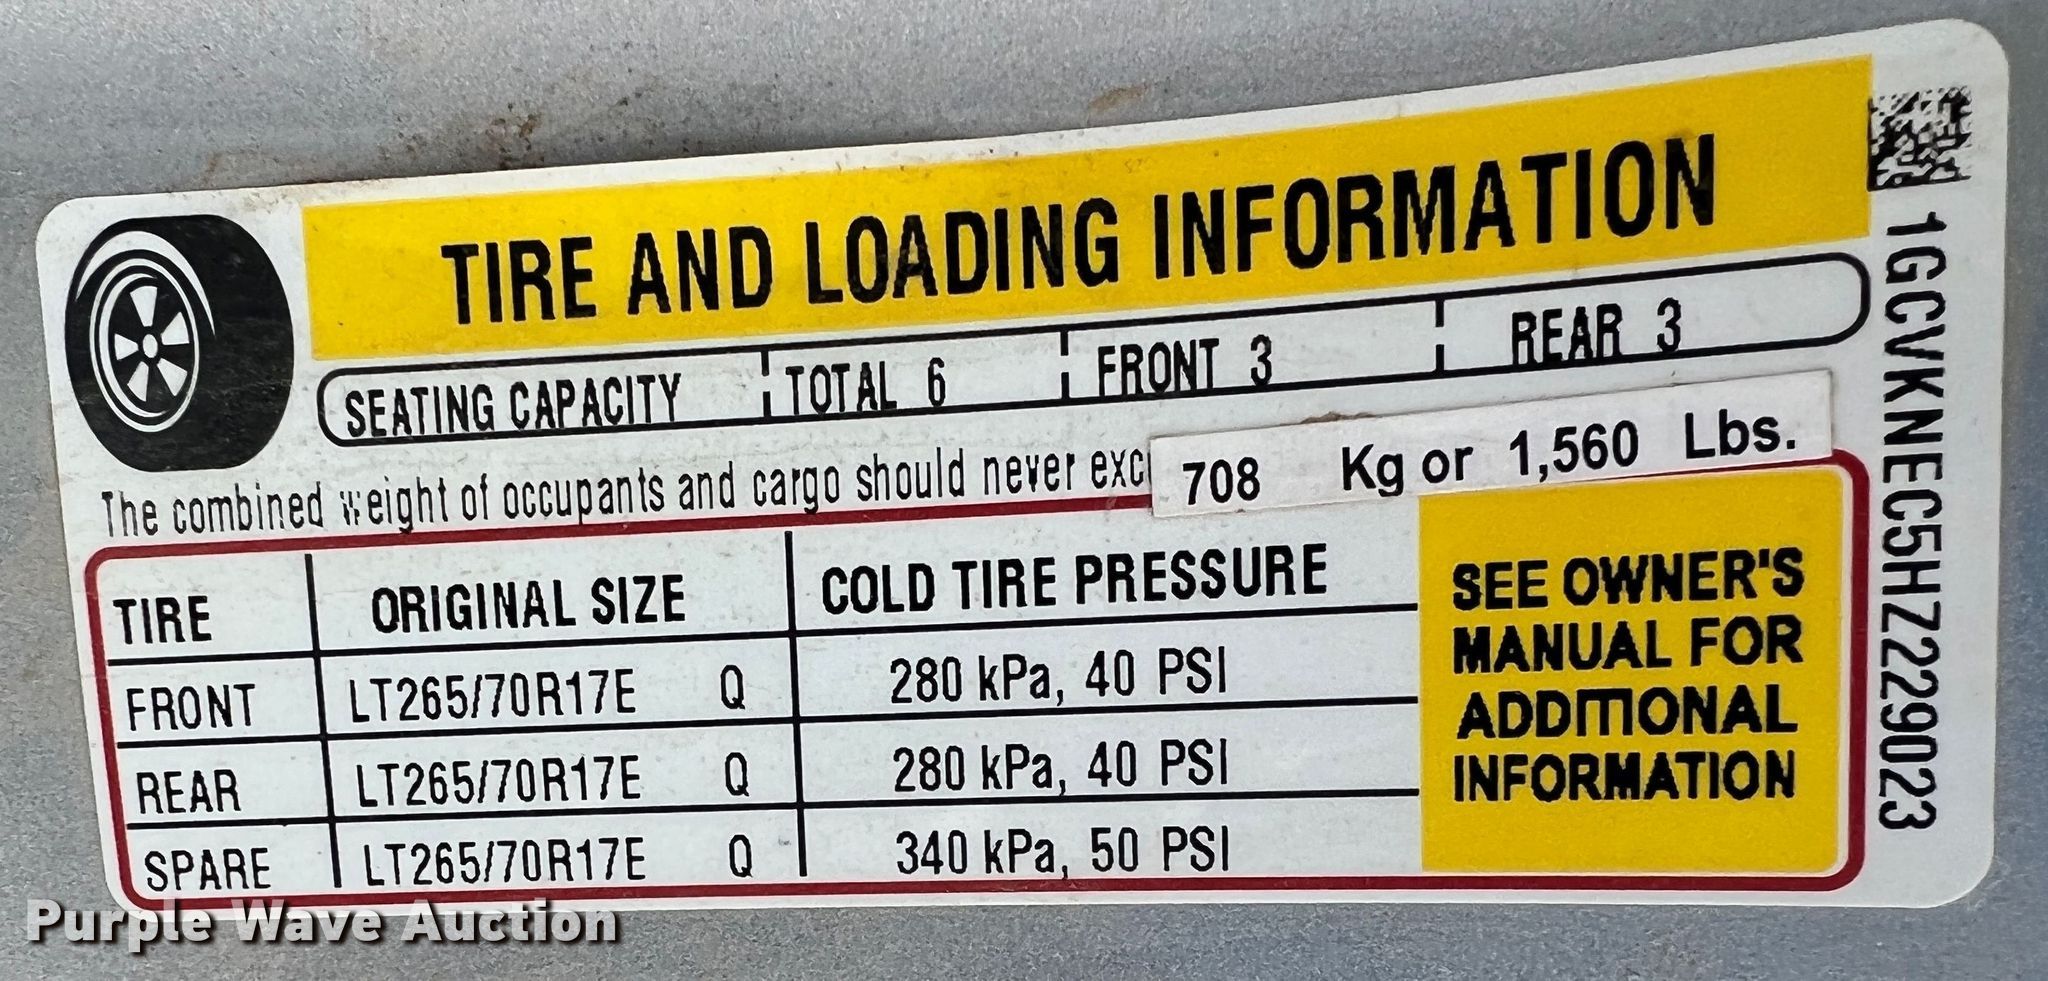 TIRE AND LOADING INFORMATION
SEATING CAPACITY TOTAL 6 FRONT 3 REAR 3
The combined weight of occupants and cargo should never exc 708 Kg or 1,560 Lbs.
TIRE ORIGINAL SIZE COLD TIRE PRESSURE
FRONT LT265/70R17E Q 280 kPa, 40 PSI
REAR LT265/70R17E Q 280 kPa, 40 PSI
SPARE LT265/70R17E Q 340 kPa, 50 PSI
SEE OWNER'S
MANUAL FOR
ADDITIONAL
INFORMATION
1GCVKNEC5HZ229023
Purple Wave Auction